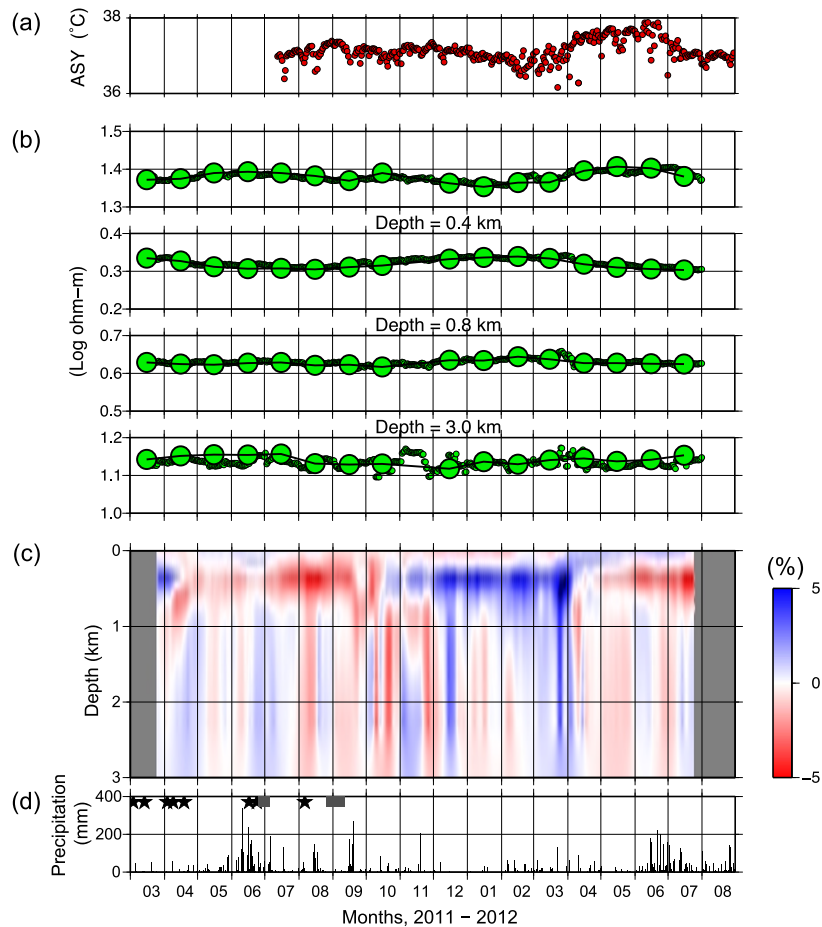 (a)
ASY (°C)
38
36
(b)
(Log ohm−m)
1.5
1.4
1.3
Depth = 0.4 km
0.4
0.3
0.2
Depth = 0.8 km
0.7
0.6
0.5
Depth = 3.0 km
1.2
1.1
1.0
(c)
Depth (km)
0
1
2
3
(%)
5
0
−5
(d)
Precipitation
(mm)
400
200
0
03 04 05 06 07 08 09 10 11 12 01 02 03 04 05 06 07 08
Months, 2011 − 2012